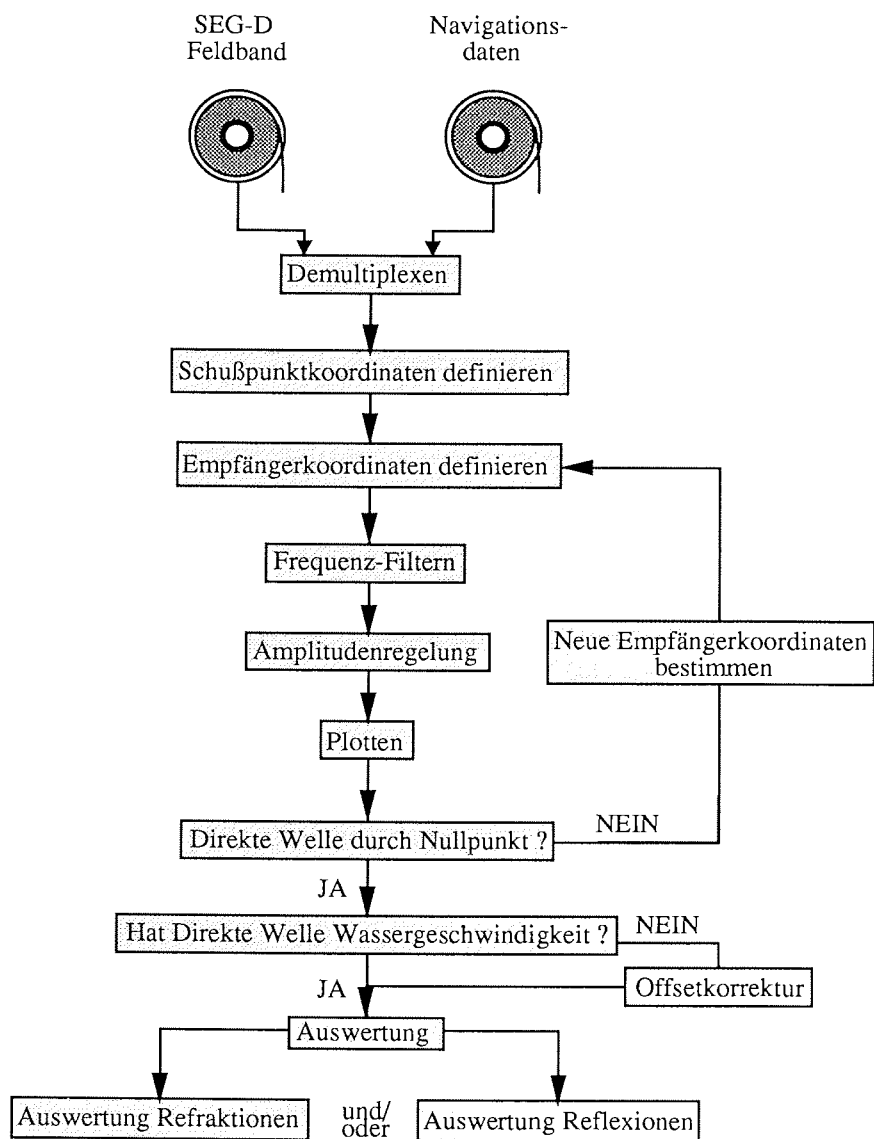 SEG-D
Feldband
Navigations-
daten
Demultiplexen
Schußpunktkoordinaten definieren
Empfängerkoordinaten definieren
Frequenz-Filtern
Amplitudenregelung
Neue Empfängerkoordinaten
bestimmen
Plotten
Direkte Welle durch Nullpunkt ?
NEIN
JA
Hat Direkte Welle Wassergeschwindigkeit ?
NEIN
JA
Offsetkorrektur
Auswertung
Auswertung Refraktionen
und/
oder
Auswertung Reflexionen